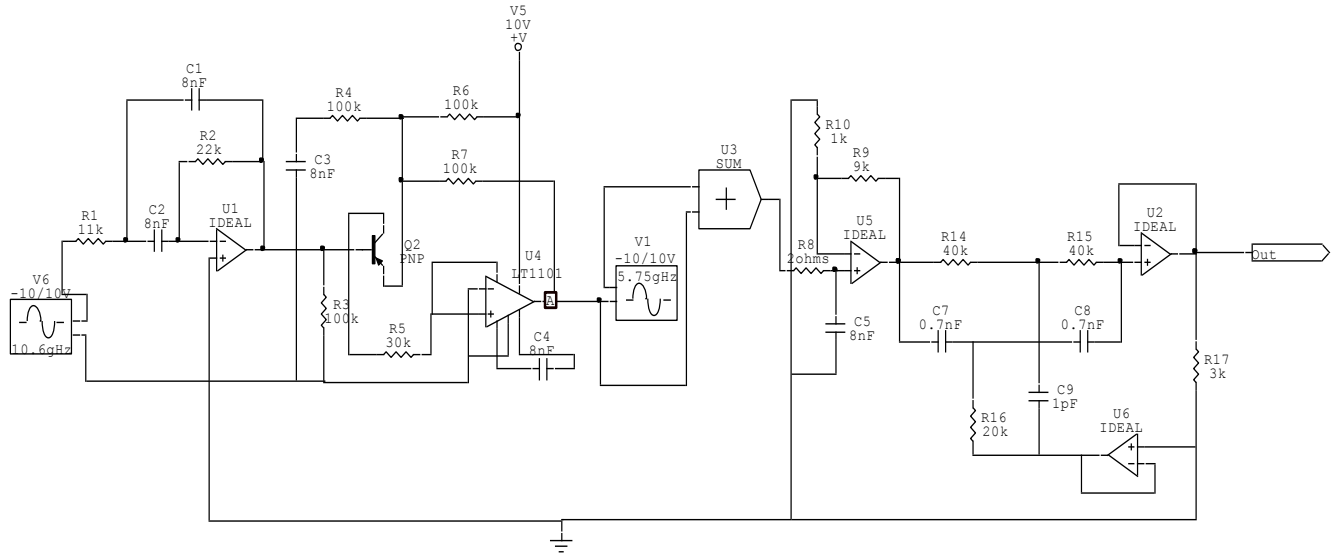 V5
10V
+V
C1
8nF
R4
100k
R6
100k
R2
22k
C3
8nF
R7
100k
R10
1k
U3
SUM
R9
9k
R1
11k
C2
8nF
U1
IDEAL
Q2
PNP
U4
LT1101
V1
-10/10V
5.75gHz
R8
2ohms
U5
IDEAL
R14
40k
R15
40k
U2
IDEAL
Out
V6
-10/10V
10.6gHz
R3
100k
R5
30k
A
C4
8nF
C5
8nF
C7
0.7nF
C8
0.7nF
R17
3k
C9
1pF
R16
20k
U6
IDEAL